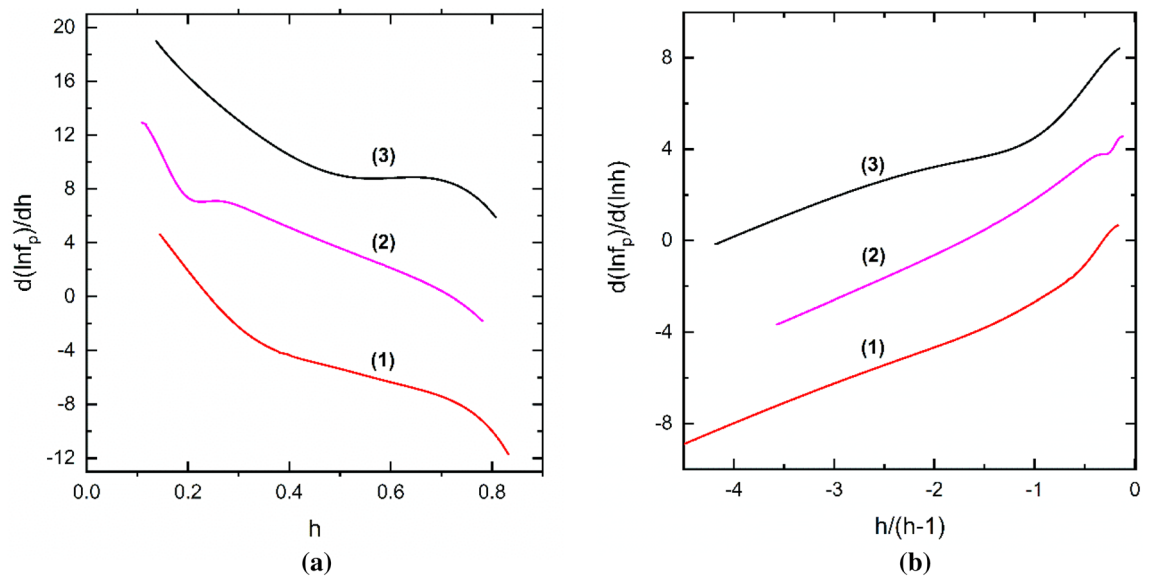 20
16
12
8
4
0
-4
-8
-12
d(lnf_p)/dh
(3)
(2)
(1)
0.0 0.2 0.4 0.6 0.8
h
(a)
8
4
0
-4
-8
d(lnf_p)/d(lnh)
(3)
(2)
(1)
-4 -3 -2 -1 0
h/(h-1)
(b)